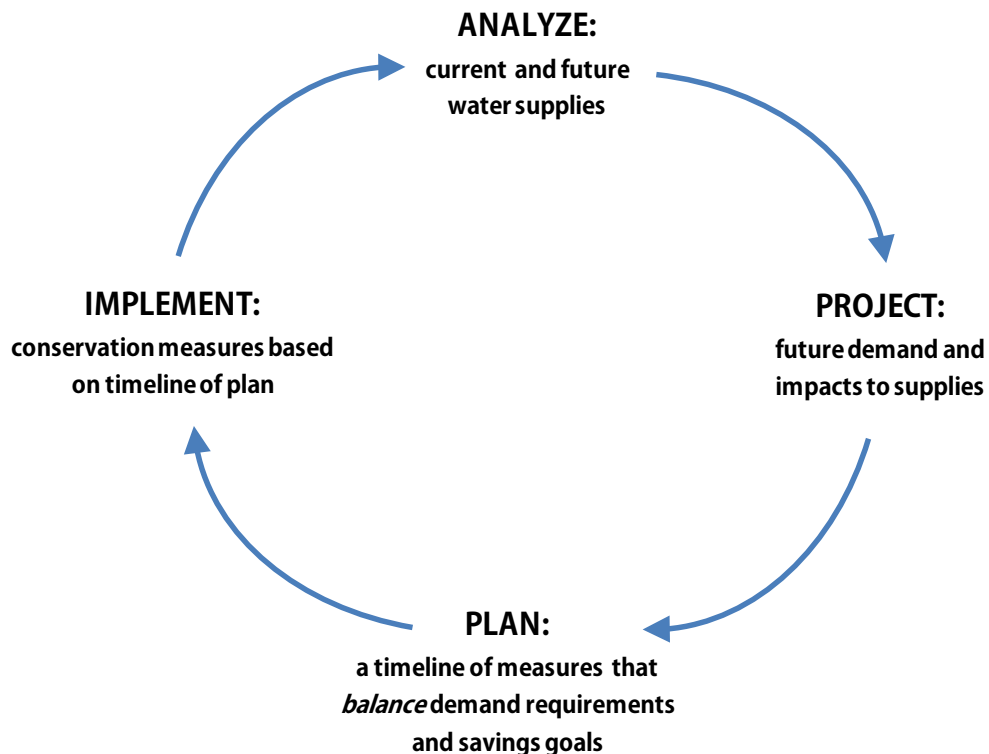 ANALYZE:
current and future
water supplies
PROJECT:
future demand and
impacts to supplies
PLAN:
a timeline of measures that
balance demand requirements
and savings goals
IMPLEMENT:
conservation measures based
on timeline of plan